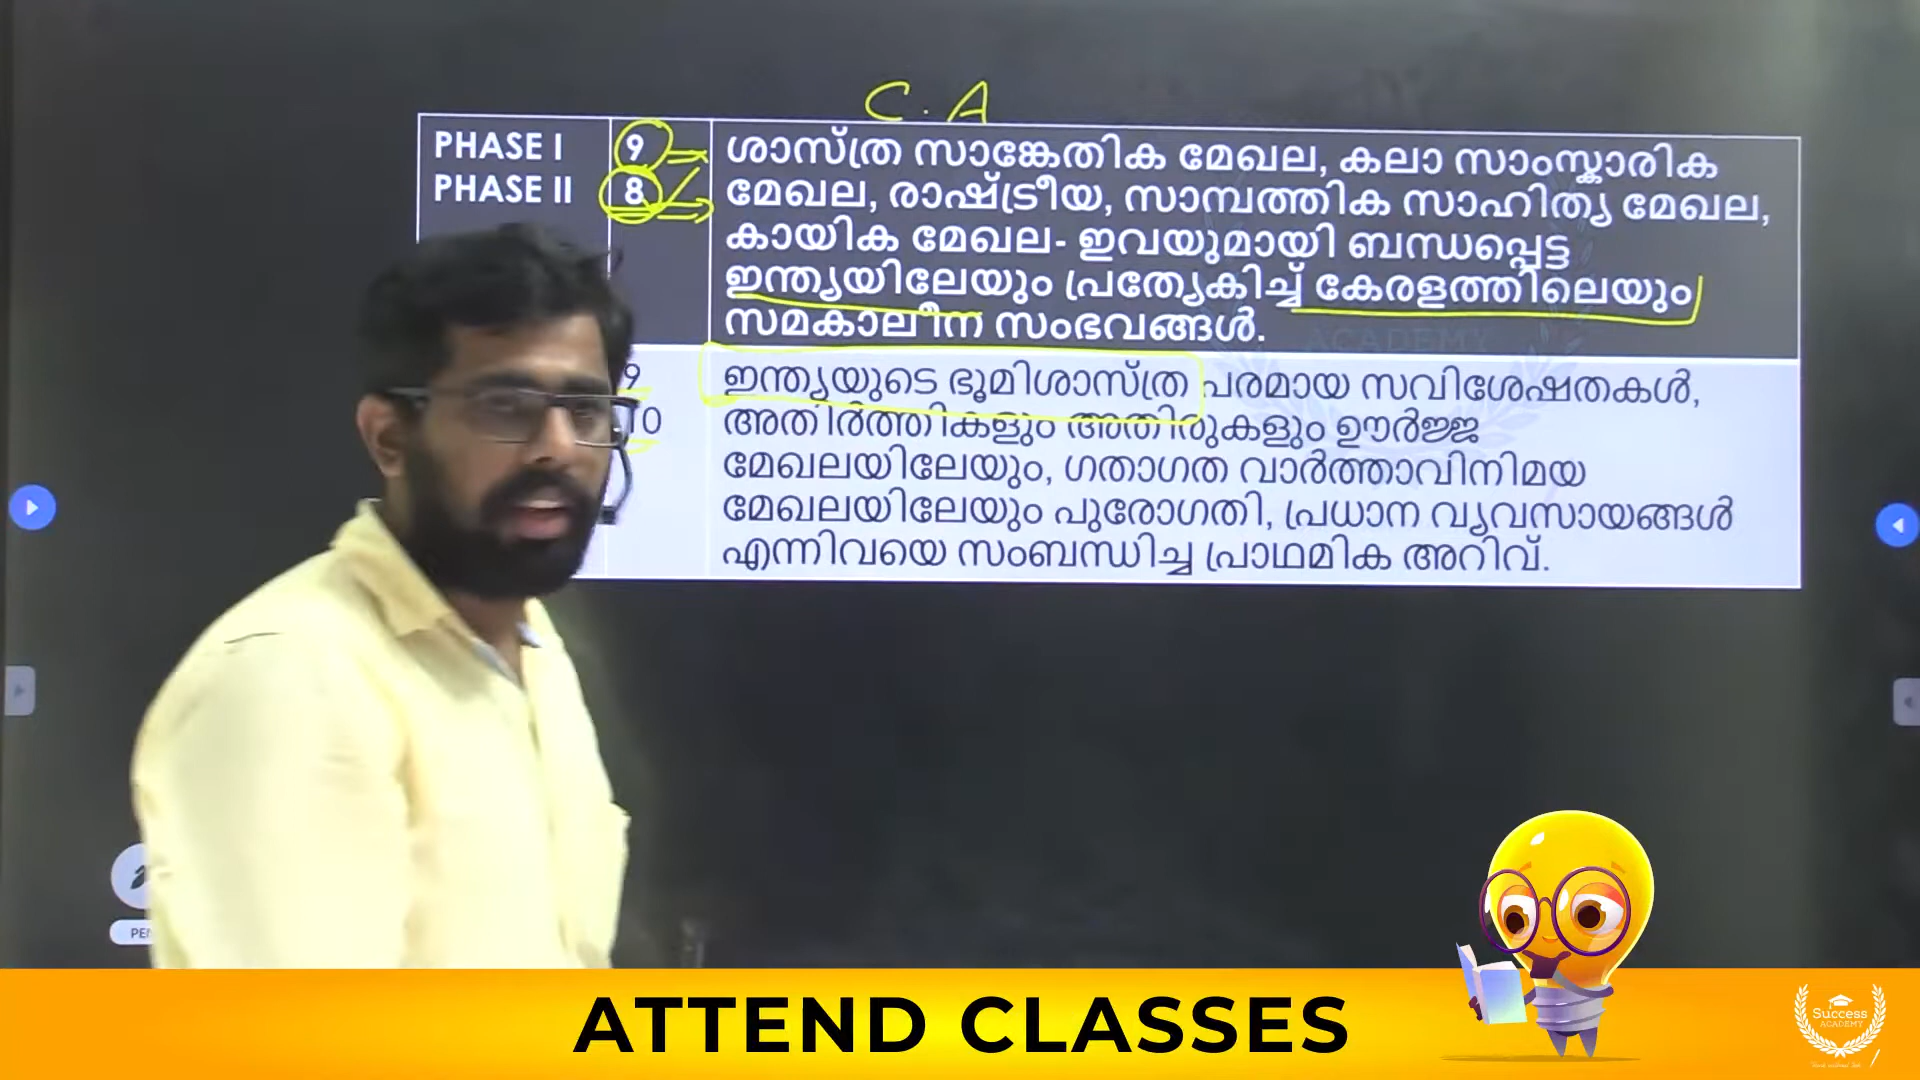 C. A
PHASE I 9 ശാസ്ത്ര സാങ്കേതിക മേഖല, കലാ സാംസ്കാരിക
PHASE II 8 മേഖല, രാഷ്ട്രീയ, സാമ്പത്തിക സാഹിത്യ മേഖല,
കായിക മേഖല- ഇവയുമായി ബന്ധപ്പെട്ട
ഇന്ത്യയിലേയും പ്രത്യേകിച്ച് കേരളത്തിലെയും
സമകാലീന സംഭവങ്ങൾ.
9 ഇന്ത്യയുടെ ഭൂമിശാസ്ത്ര പരമായ സവിശേഷതകൾ,
10 അതിർത്തികളും അതിരുകളും ഊർജ്ജ
മേഖലയിലേയും, ഗതാഗത വാർത്താവിനിമയ
മേഖലയിലേയും പുരോഗതി, പ്രധാന വ്യവസായങ്ങൾ
എന്നിവയെ സംബന്ധിച്ച പ്രാഥമിക അറിവ്.
ATTEND CLASSES
Success
ACADEMY